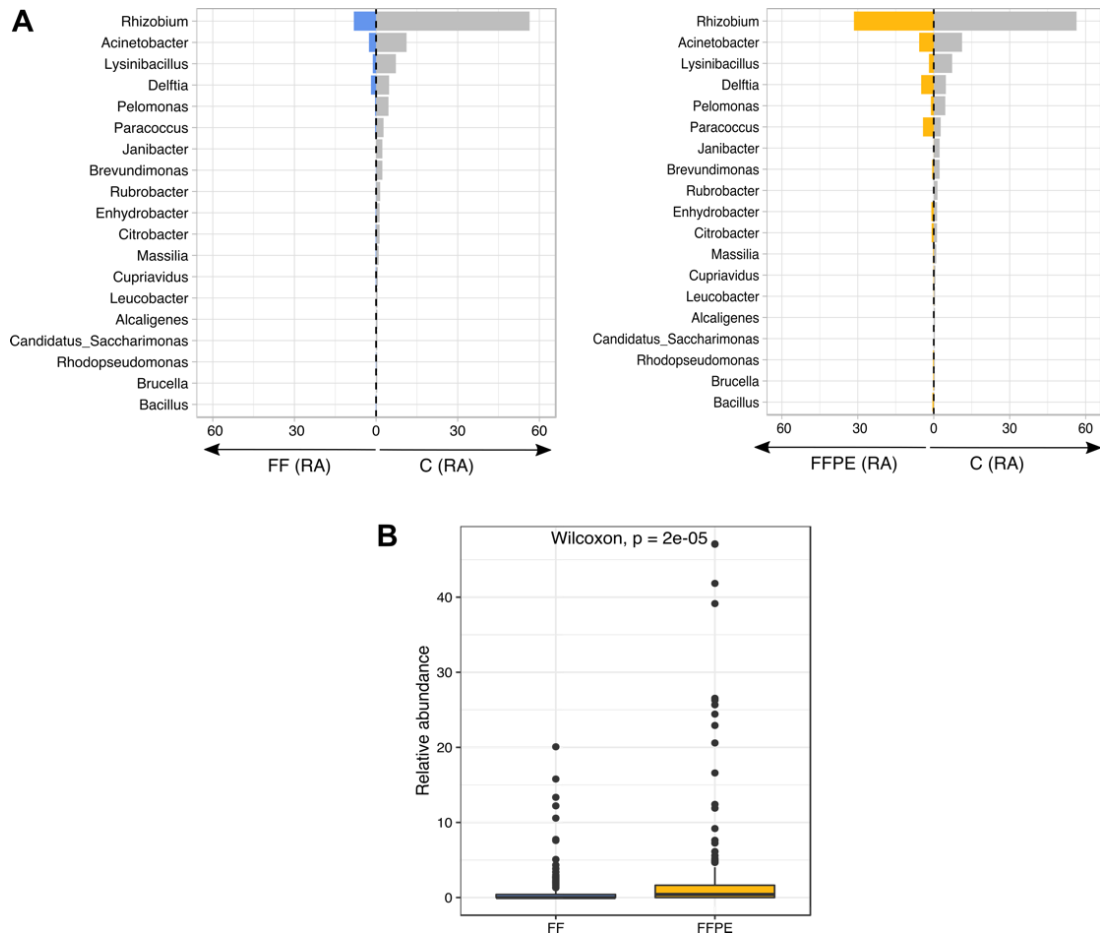 A
Rhizobium
Acinetobacter
Lysinibacillus
Delftia
Pelomonas
Paracoccus
Janibacter
Brevundimonas
Rubrobacter
Enhydrobacter
Citrobacter
Massilia
Cupriavidus
Leucobacter
Alcaligenes
Candidatus_Saccharimonas
Rhodopseudomonas
Brucella
Bacillus
60 30 0 30 60
FF (RA) C (RA)
Rhizobium
Acinetobacter
Lysinibacillus
Delftia
Pelomonas
Paracoccus
Janibacter
Brevundimonas
Rubrobacter
Enhydrobacter
Citrobacter
Massilia
Cupriavidus
Leucobacter
Alcaligenes
Candidatus_Saccharimonas
Rhodopseudomonas
Brucella
Bacillus
60 30 0 30 60
FFPE (RA) C (RA)
B
Wilcoxon, p = 2e-05
Relative abundance
40
30
20
10
0
FF FFPE